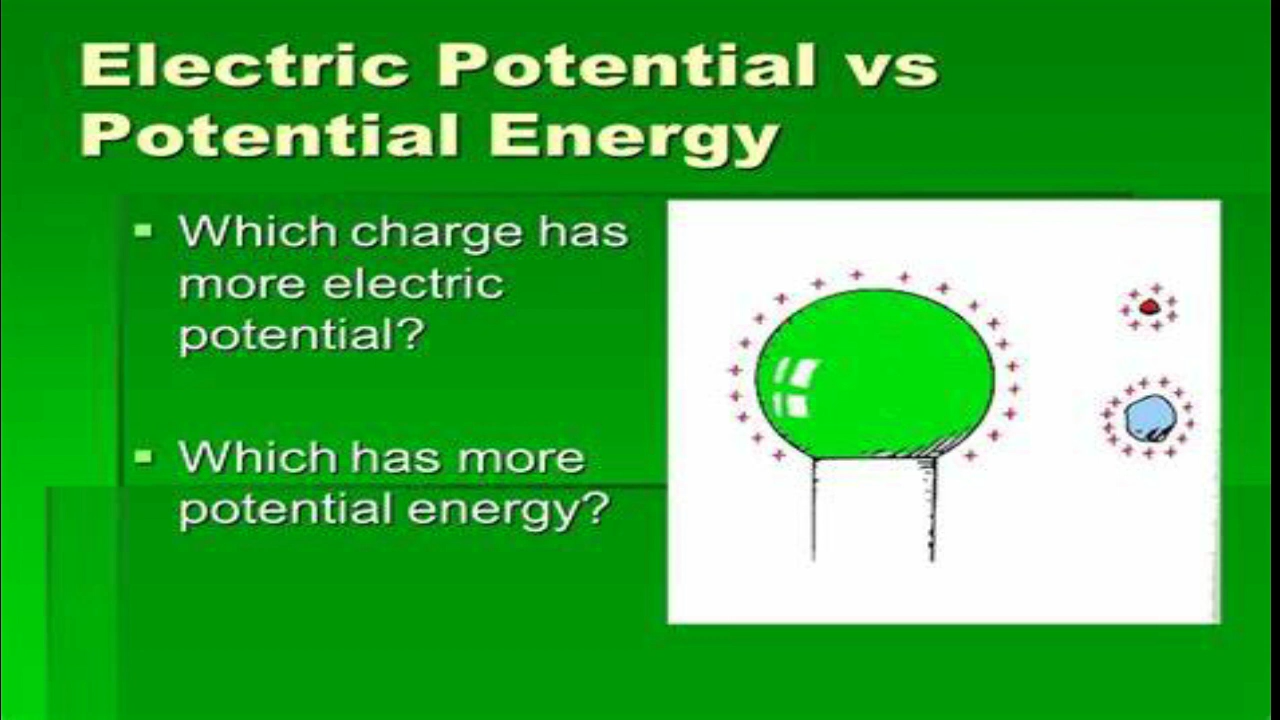 Electric Potential vs
Potential Energy
Which charge has
more electric
potential?
Which has more
potential energy?